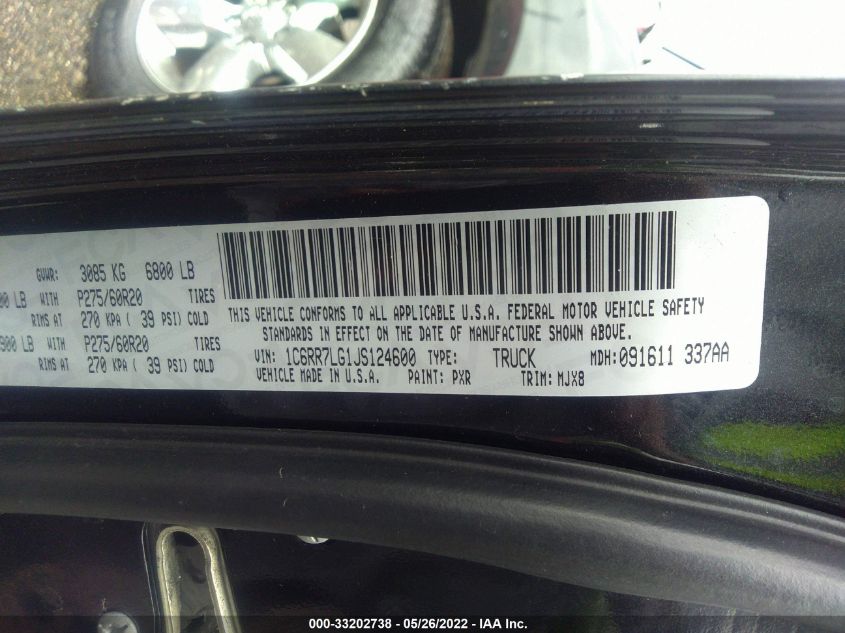 GVWR: 3085 KG 6800 LB
00 LB WITH P275/60R20 TIRES
RIMS AT 270 KPA ( 39 PSI) COLD
900 LB WITH P275/60R20 TIRES
RIMS AT 270 KPA ( 39 PSI) COLD
THIS VEHICLE CONFORMS TO ALL APPLICABLE U.S.A. FEDERAL MOTOR VEHICLE SAFETY
STANDARDS IN EFFECT ON THE DATE OF MANUFACTURE SHOWN ABOVE.
VIN: 1C6RR7LG1JS124600 TYPE: TRUCK MDH: 091611 337AA
VEHICLE MADE IN U.S.A. PAINT: PXR TRIM: MJX8
000-33202738 - 05/26/2022 - IAA Inc.